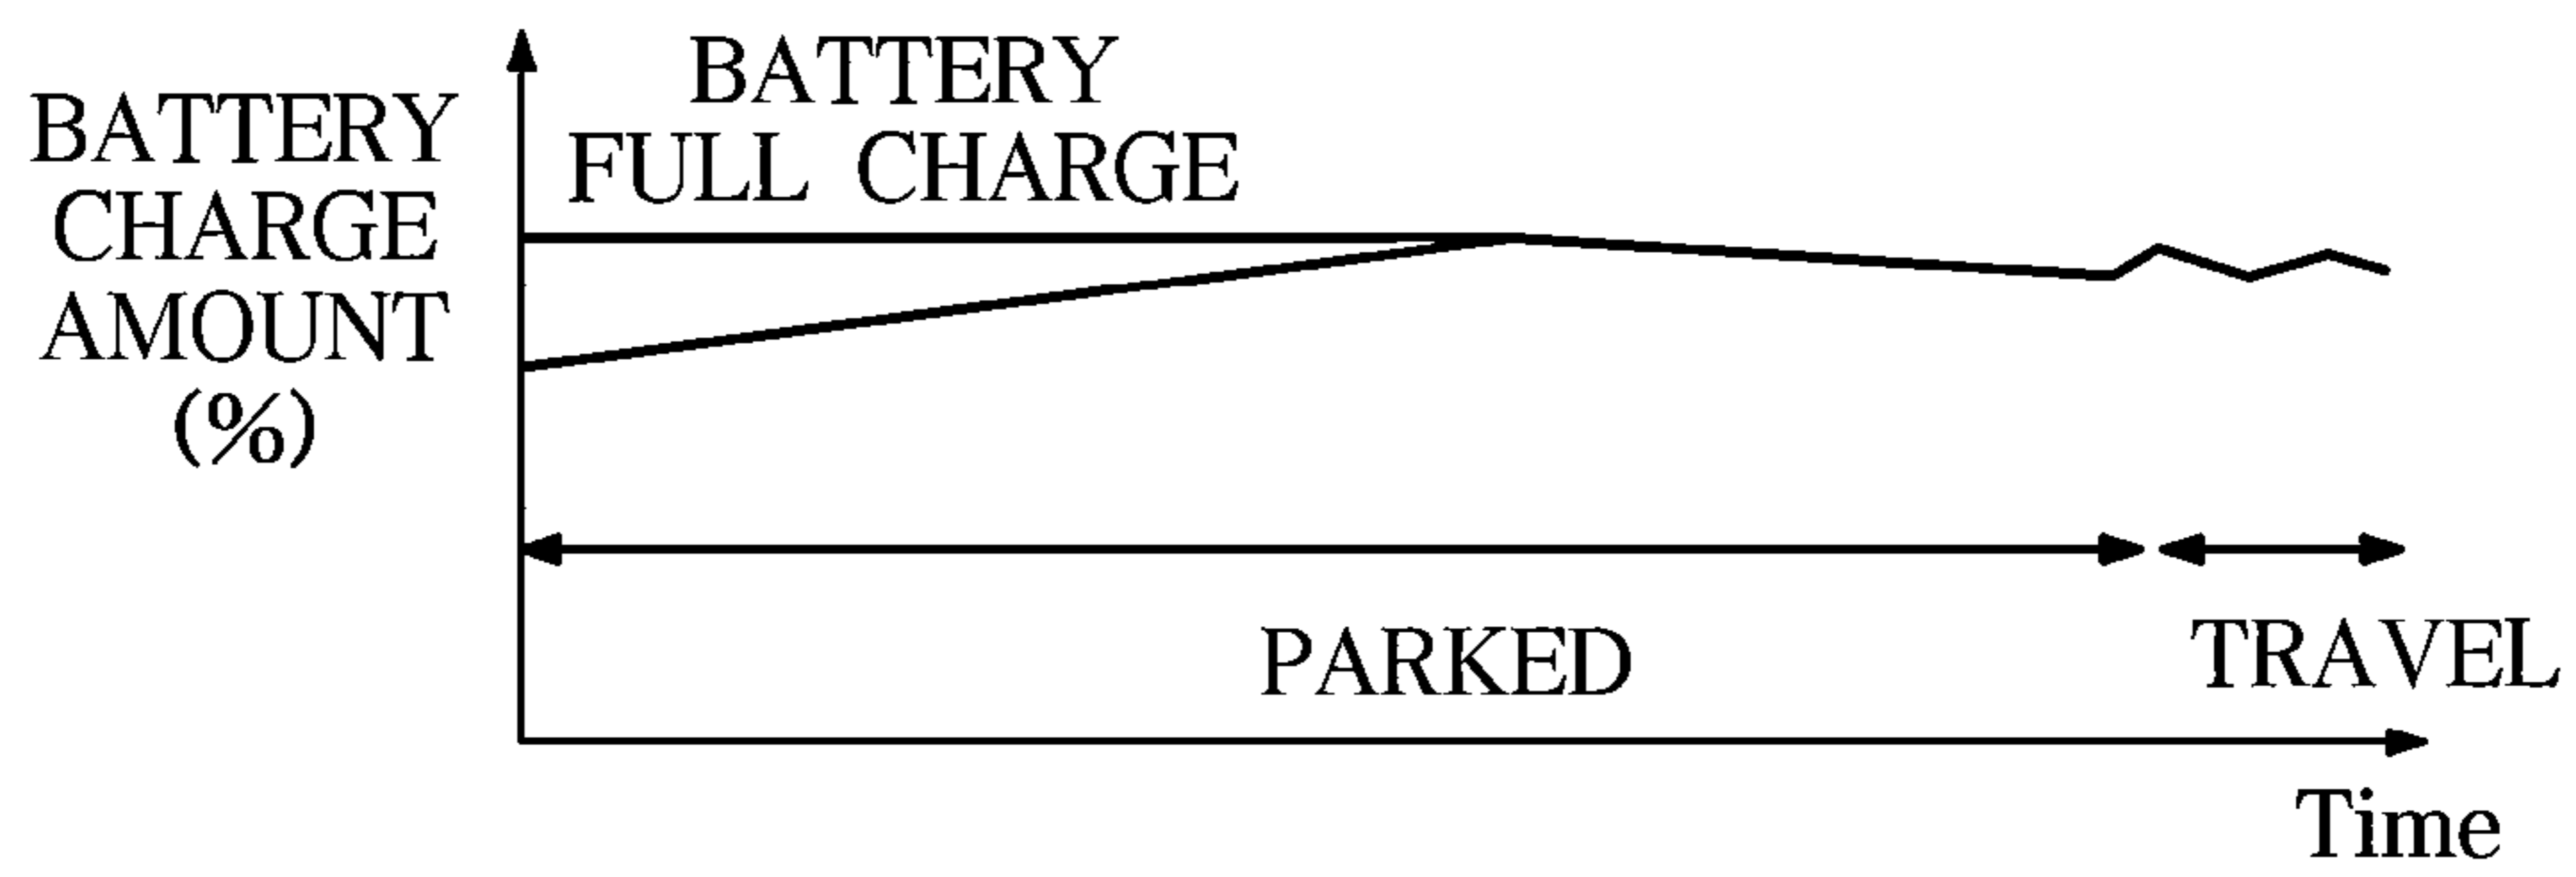 BATTERY
CHARGE
AMOUNT
(%)
BATTERY
FULL CHARGE
PARKED
TRAVEL
Time